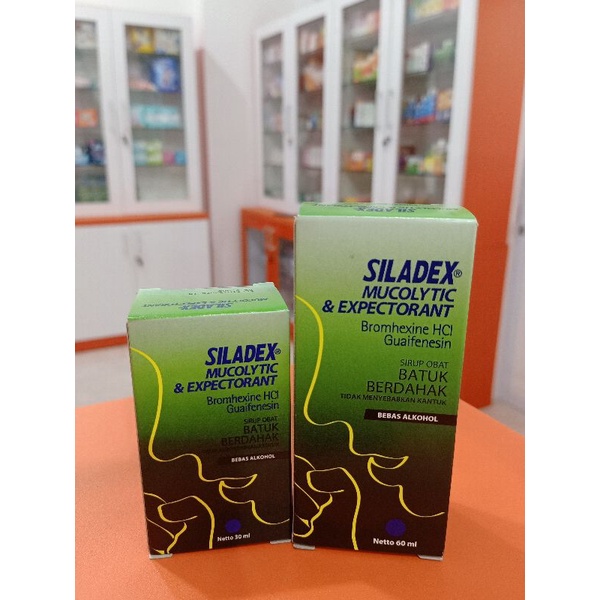 SILADEX®
MUCOLYTIC
& EXPECTORANT
Bromhexine HCl
Guaifenesin
SIRUP OBAT
BATUK
BERDAHAK
BEBAS ALKOHOL
Netto 30 ml
SILADEX®
MUCOLYTIC
& EXPECTORANT
Bromhexine HCl
Guaifenesin
SIRUP OBAT
BATUK
BERDAHAK
TIDAK MENYEBABKAN KANTUK
BEBAS ALKOHOL
Netto 60 ml